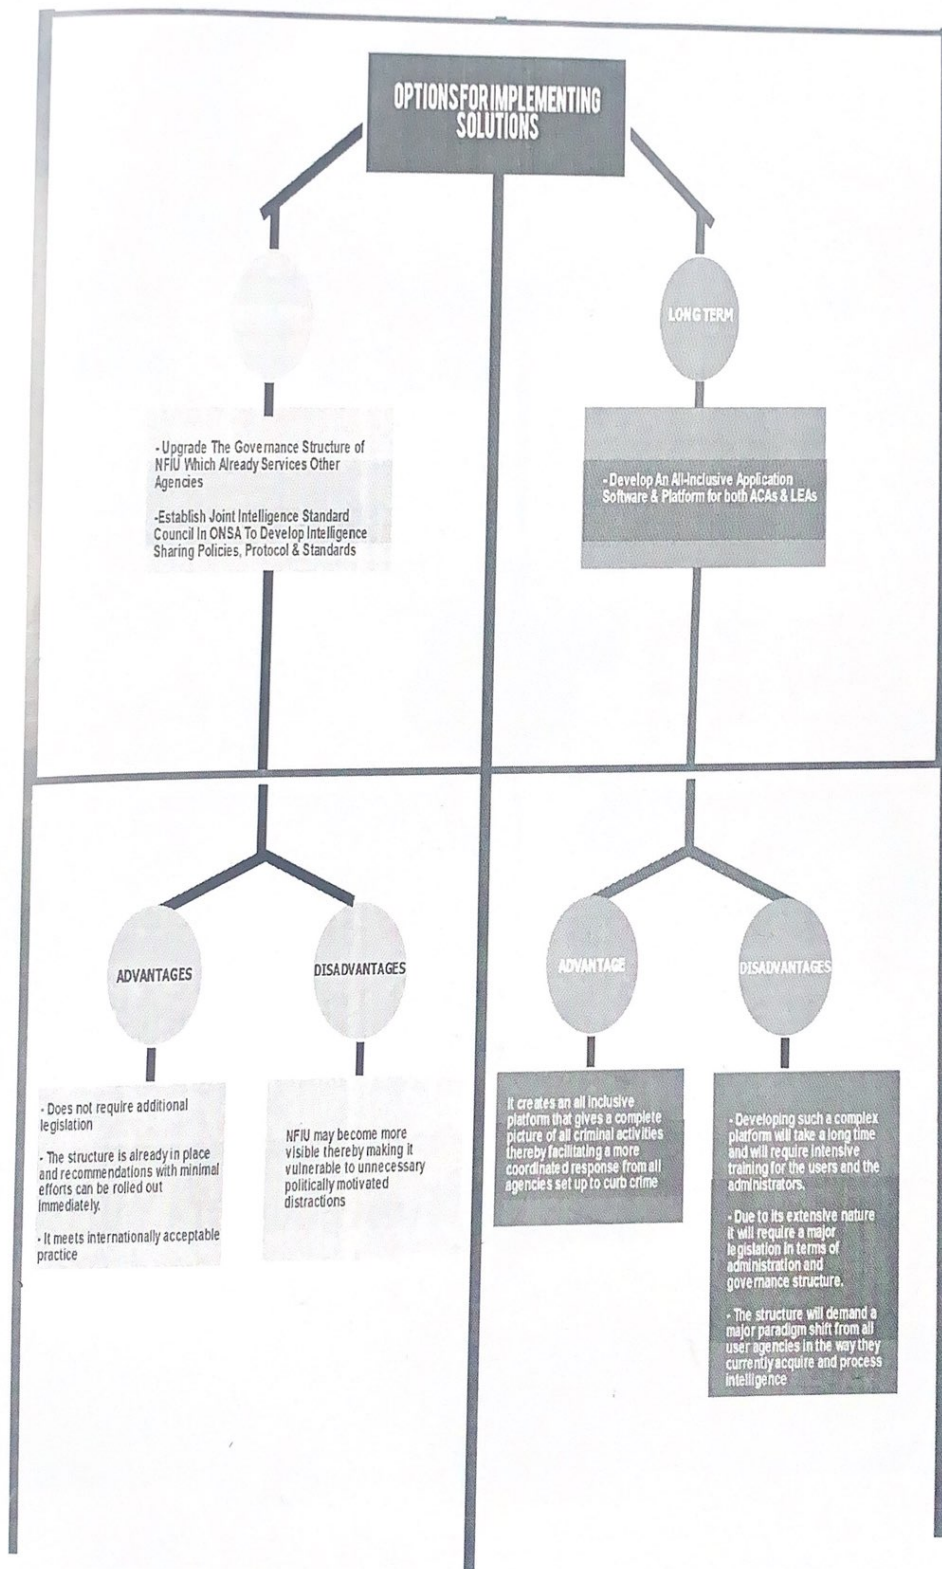 OPTIONS FOR IMPLEMENTING
SOLUTIONS
LONG TERM
- Upgrade The Governance Structure of
NFIU Which Already Services Other
Agencies
-Establish Joint Intelligence Standard
Council In ONSA To Develop Intelligence
Sharing Policies, Protocol & Standards
- Develop An All-Inclusive Application
Software & Platform for both ACAs & LEAs
ADVANTAGES
DISADVANTAGES
- Does not require additional
legislation
- The structure is already in place
and recommendations with minimal
efforts can be rolled out
immediately.
- It meets internationally acceptable
practice
NFIU may become more
visible thereby making it
vulnerable to unnecessary
politically motivated
distractions
ADVANTAGE
DISADVANTAGES
It creates an all inclusive
platform that gives a complete
picture of all criminal activities
thereby facilitating a more
coordinated response from all
agencies set up to curb crime
- Developing such a complex
platform will take a long time
and will require intensive
training for the users and the
administrators.
- Due to its extensive nature
it will require a major
legislation in terms of
administration and
governance structure.
- The structure will demand a
major paradigm shift from all
user agencies in the way they
currently acquire and process
intelligence